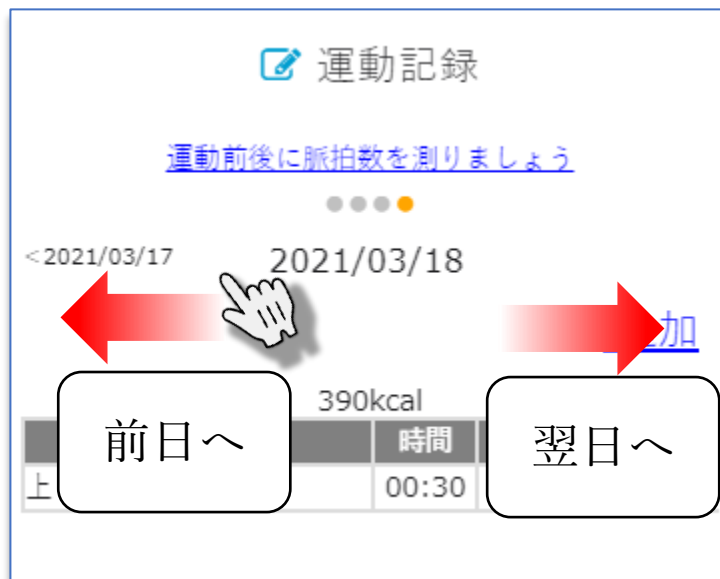 運動記録
運動前後に脈拍数を測りましょう
<2021/03/17 2021/03/18
加
390kcal
前日へ
翌日へ
時間
上 00:30